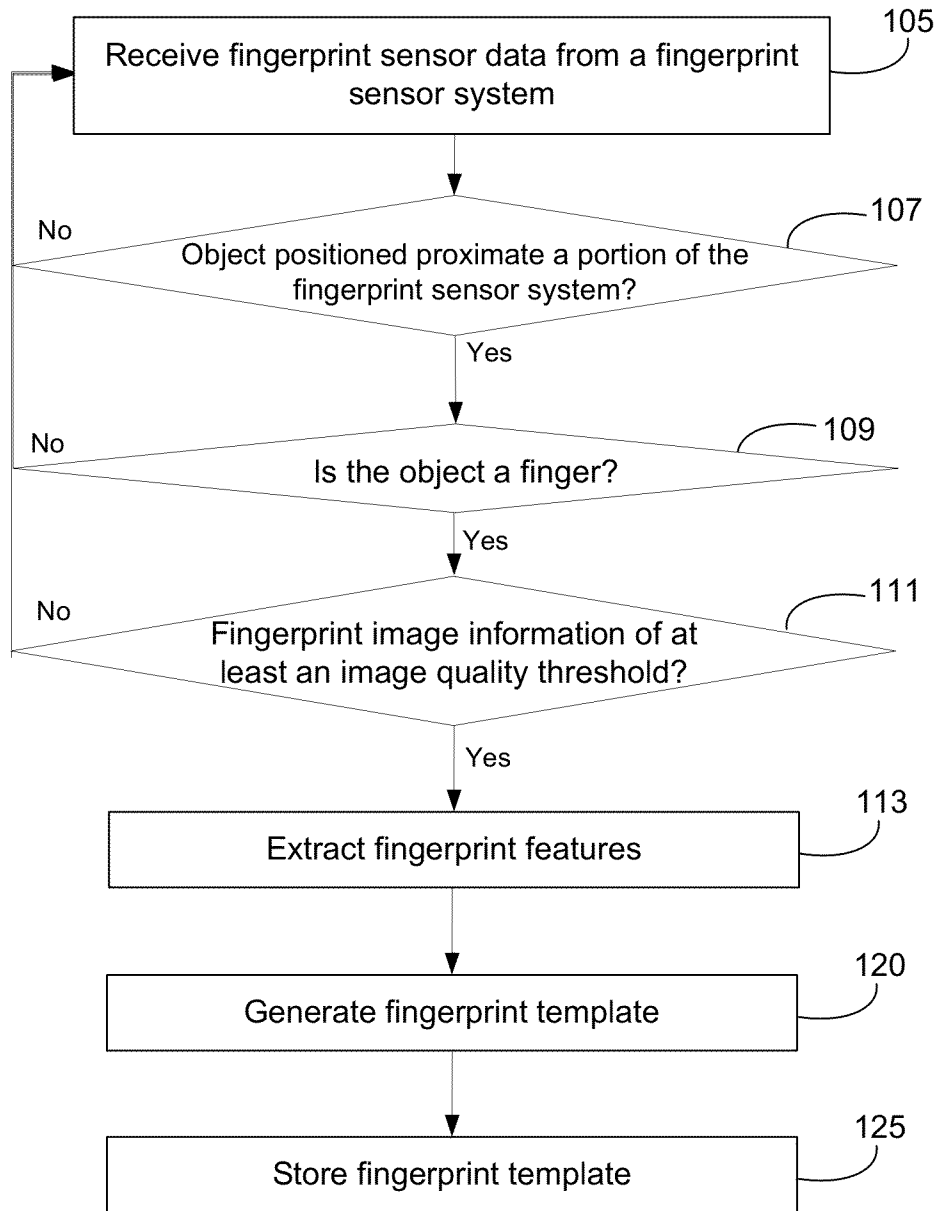 105
Receive fingerprint sensor data from a fingerprint
sensor system
107
No
Object positioned proximate a portion of the
fingerprint sensor system?
Yes
109
No
Is the object a finger?
Yes
111
No
Fingerprint image information of at
least an image quality threshold?
Yes
113
Extract fingerprint features
120
Generate fingerprint template
125
Store fingerprint template